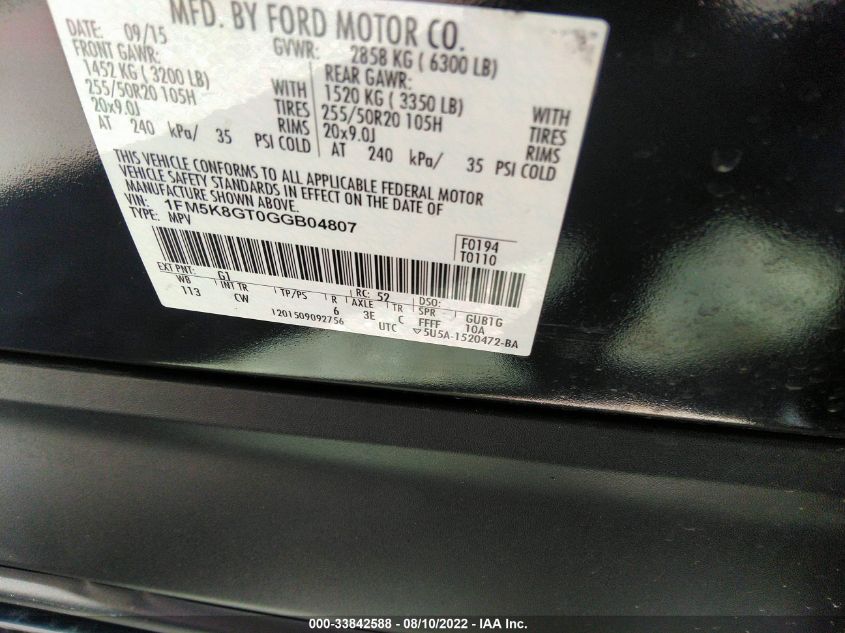 MFD. BY FORD MOTOR CO.
DATE: 09/15 GVWR: 2858 KG ( 6300 LB)
FRONT GAWR: REAR GAWR:
1452 KG ( 3200 LB) WITH 1520 KG ( 3350 LB) WITH
255/50R20 105H TIRES 255/50R20 105H TIRES
20x9.0J RIMS 20x9.0J RIMS
AT 240 kPa/ 35 PSI COLD AT 240 kPa/ 35 PSI COLD
THIS VEHICLE CONFORMS TO ALL APPLICABLE FEDERAL MOTOR
VEHICLE SAFETY STANDARDS IN EFFECT ON THE DATE OF
MANUFACTURE SHOWN ABOVE.
VIN: 1FM5K8GT0GGB04807
TYPE: MPV
F0194
T0110
EXT PNT: G1 RC: 52 DSO:
WB INT TR TP/PS R AXLE TR SPR GUB1G
113 CW 6 3E C FFFF 10A
1201509092756 UTC ▽5U5A-1520472-BA
000-33842588 - 08/10/2022 - IAA Inc.